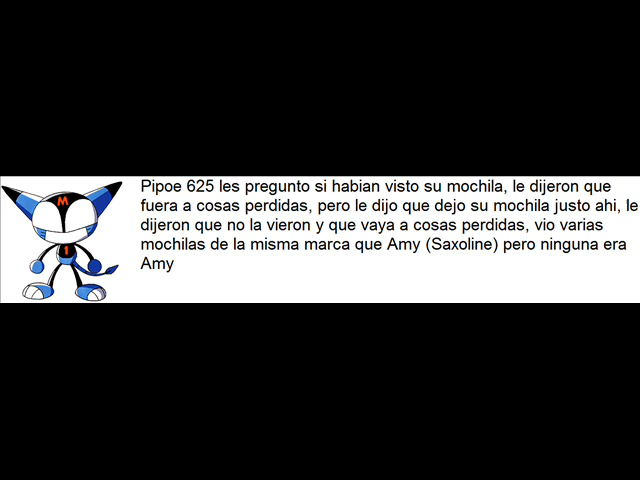 M
1
Pipoe 625 les pregunto si habian visto su mochila, le dijeron que
fuera a cosas perdidas, pero le dijo que dejo su mochila justo ahi, le
dijeron que no la vieron y que vaya a cosas perdidas, vio varias
mochilas de la misma marca que Amy (Saxoline) pero ninguna era
Amy